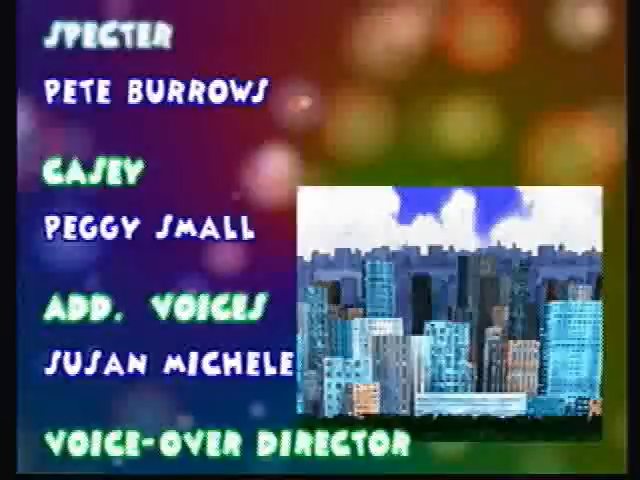 SPECTER
PETE BURROWS
CASEY
PEGGY SMALL
ADD. VOICES
SUSAN MICHELE
VOICE-OVER DIRECTOR